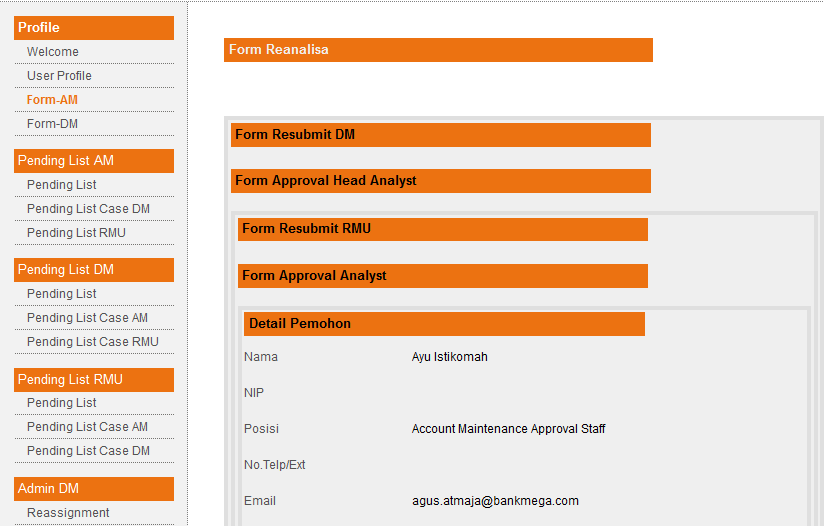 Profile
Welcome
User Profile
Form-AM
Form-DM
Pending List AM
Pending List
Pending List Case DM
Pending List RMU
Pending List DM
Pending List
Pending List Case AM
Pending List Case RMU
Pending List RMU
Pending List
Pending List Case AM
Pending List Case DM
Admin DM
Reassignment
Form Reanalisa
Form Resubmit DM
Form Approval Head Analyst
Form Resubmit RMU
Form Approval Analyst
Detail Pemohon
Nama Ayu Istikomah
NIP
Posisi Account Maintenance Approval Staff
No.Telp/Ext
Email agus.atmaja@bankmega.com